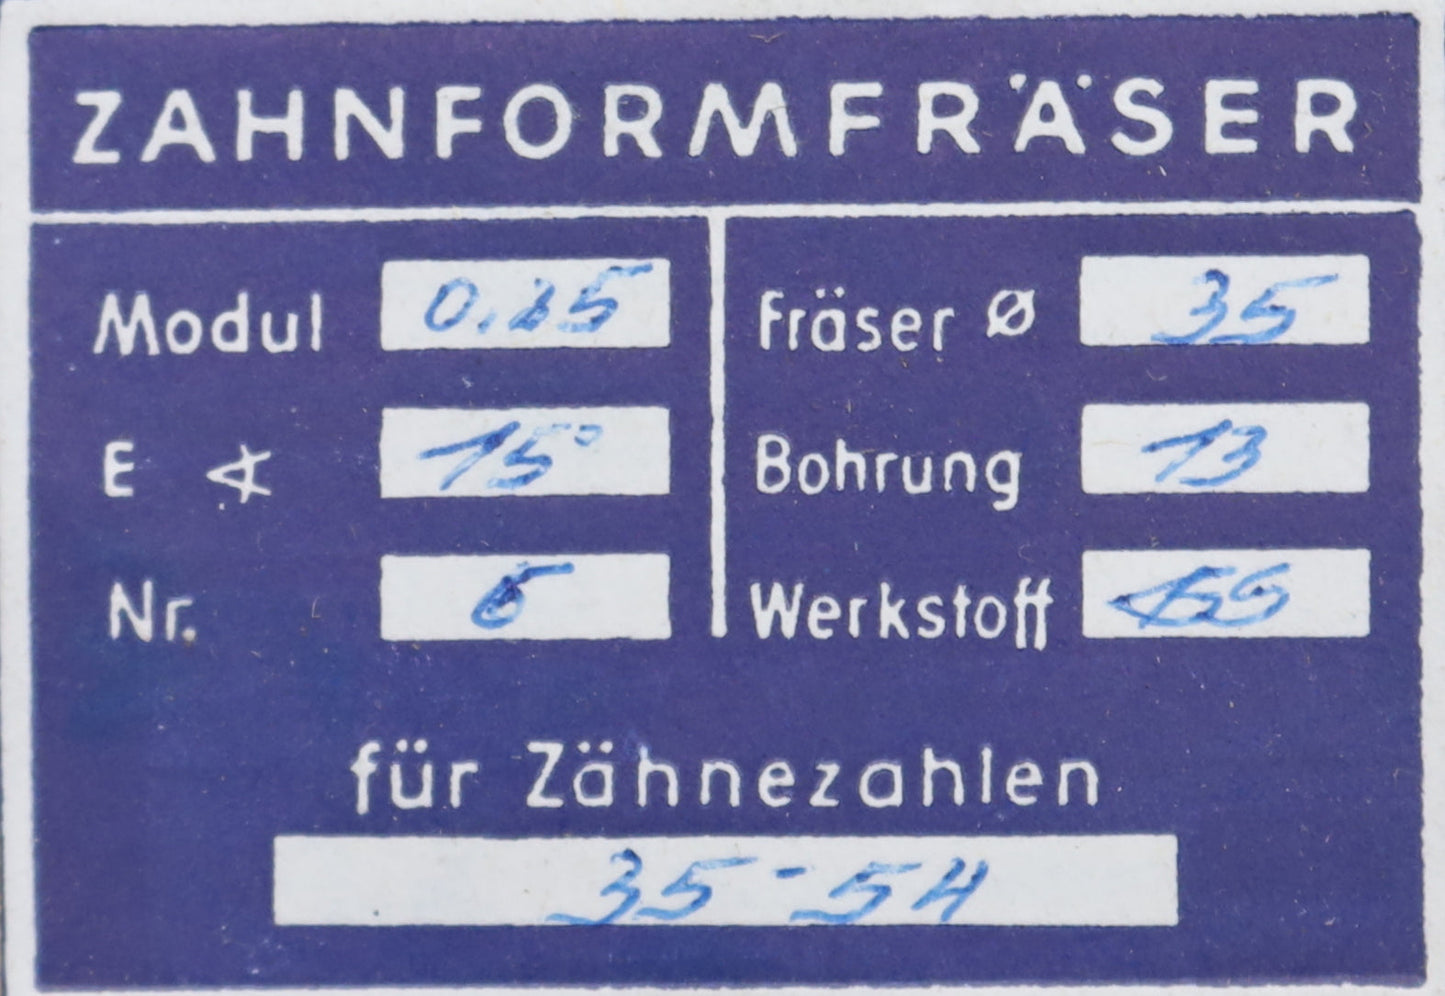 ZAHNFORMFRÄSER
Modul 0.25
E ∢ 15°
Nr. 6
Fräser Ø 35
Bohrung 13
Werkstoff
für Zähnezahlen
35-54